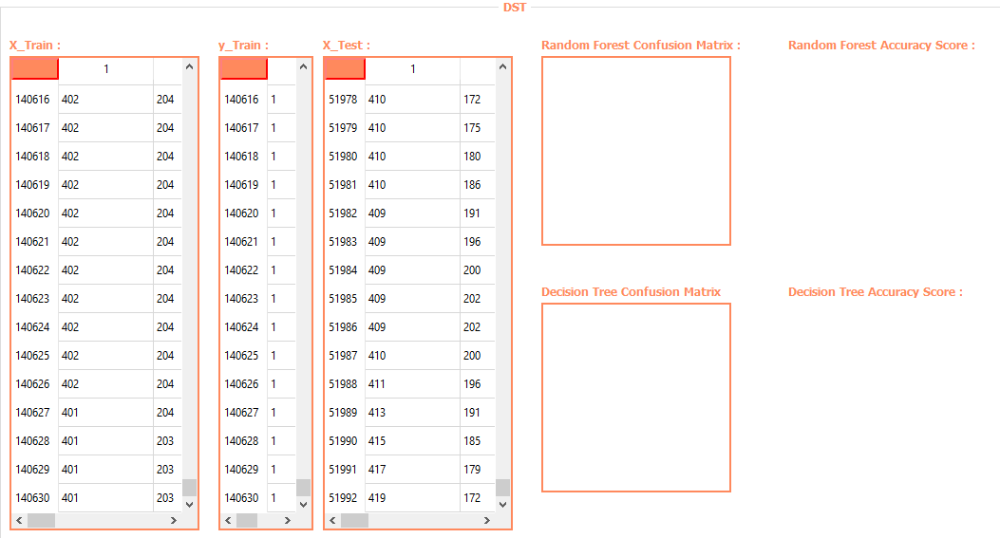 DST
X_Train : y_Train : X_Test : Random Forest Confusion Matrix : Random Forest Accuracy Score :
1 1
140616 402 204 140616 1 51978 410 172
140617 402 204 140617 1 51979 410 175
140618 402 204 140618 1 51980 410 180
140619 402 204 140619 1 51981 410 186
140620 402 204 140620 1 51982 409 191
140621 402 204 140621 1 51983 409 196
140622 402 204 140622 1 51984 409 200
140623 402 204 140623 1 51985 409 202
Decision Tree Confusion Matrix Decision Tree Accuracy Score :
140624 402 204 140624 1 51986 409 202
140625 402 204 140625 1 51987 410 200
140626 402 204 140626 1 51988 411 196
140627 401 204 140627 1 51989 413 191
140628 401 203 140628 1 51990 415 185
140629 401 203 140629 1 51991 417 179
140630 401 203 140630 1 51992 419 172